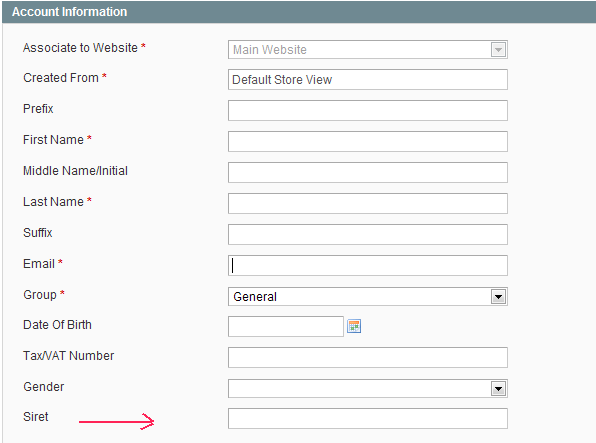 Account Information
Associate to Website * Main Website
Created From * Default Store View
Prefix
First Name *
Middle Name/Initial
Last Name *
Suffix
Email *
Group * General
Date Of Birth
Tax/VAT Number
Gender
Siret